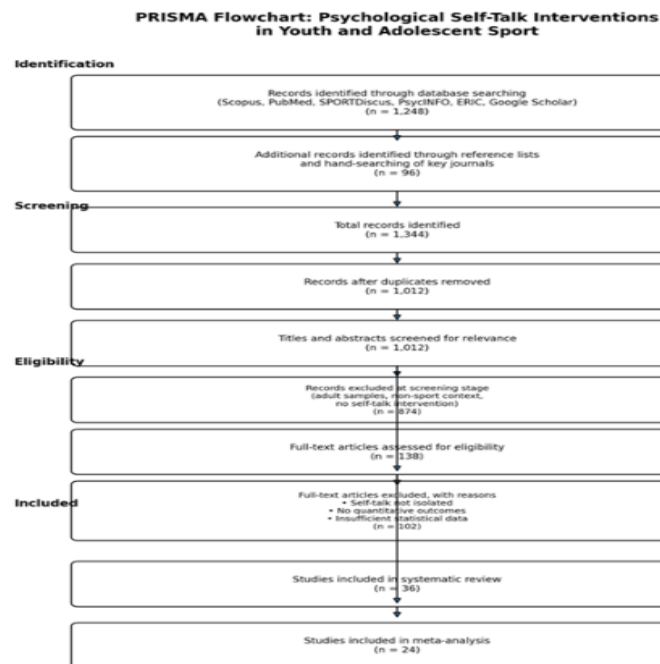 PRISMA Flowchart: Psychological Self-Talk Interventions
in Youth and Adolescent Sport
Identification
Records identified through database searching
(Scopus, PubMed, SPORTDiscus, PsycINFO, ERIC, Google Scholar)
(n = 1,248)
Additional records identified through reference lists
and hand-searching of key journals
(n = 96)
Screening
Total records identified
(n = 1,344)
Records after duplicates removed
(n = 1,012)
Titles and abstracts screened for relevance
(n = 1,012)
Eligibility
Records excluded at screening stage
(adult samples, non-sport context,
no self-talk intervention)
(n = 874)
Full-text articles assessed for eligibility
(n = 138)
Included
Full-text articles excluded, with reasons
• Self-talk not isolated
• No quantitative outcomes
• Insufficient statistical data
(n = 102)
Studies included in systematic review
(n = 36)
Studies included in meta-analysis
(n = 24)